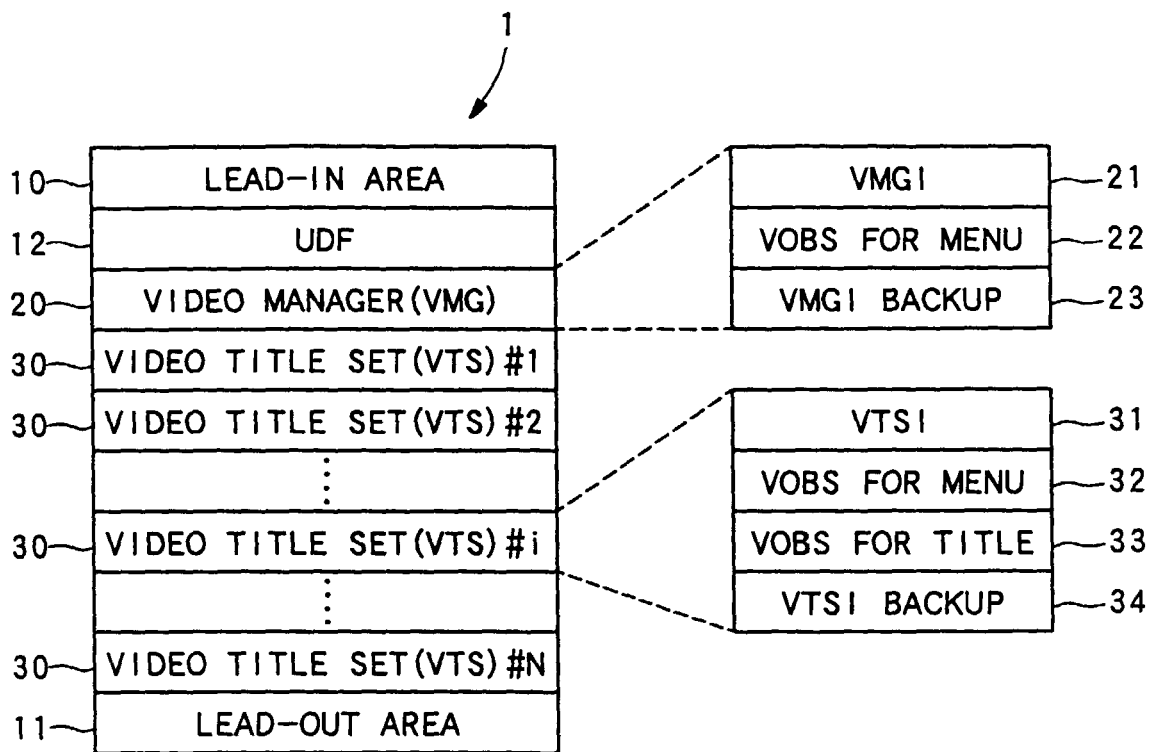 1
10 LEAD-IN AREA
12 UDF
20 VIDEO MANAGER(VMG)
30 VIDEO TITLE SET(VTS)#1
30 VIDEO TITLE SET(VTS)#2
30 VIDEO TITLE SET(VTS)#i
30 VIDEO TITLE SET(VTS)#N
11 LEAD-OUT AREA
VMGI 21
VOBS FOR MENU 22
VMGI BACKUP 23
VTSI 31
VOBS FOR MENU 32
VOBS FOR TITLE 33
VTSI BACKUP 34